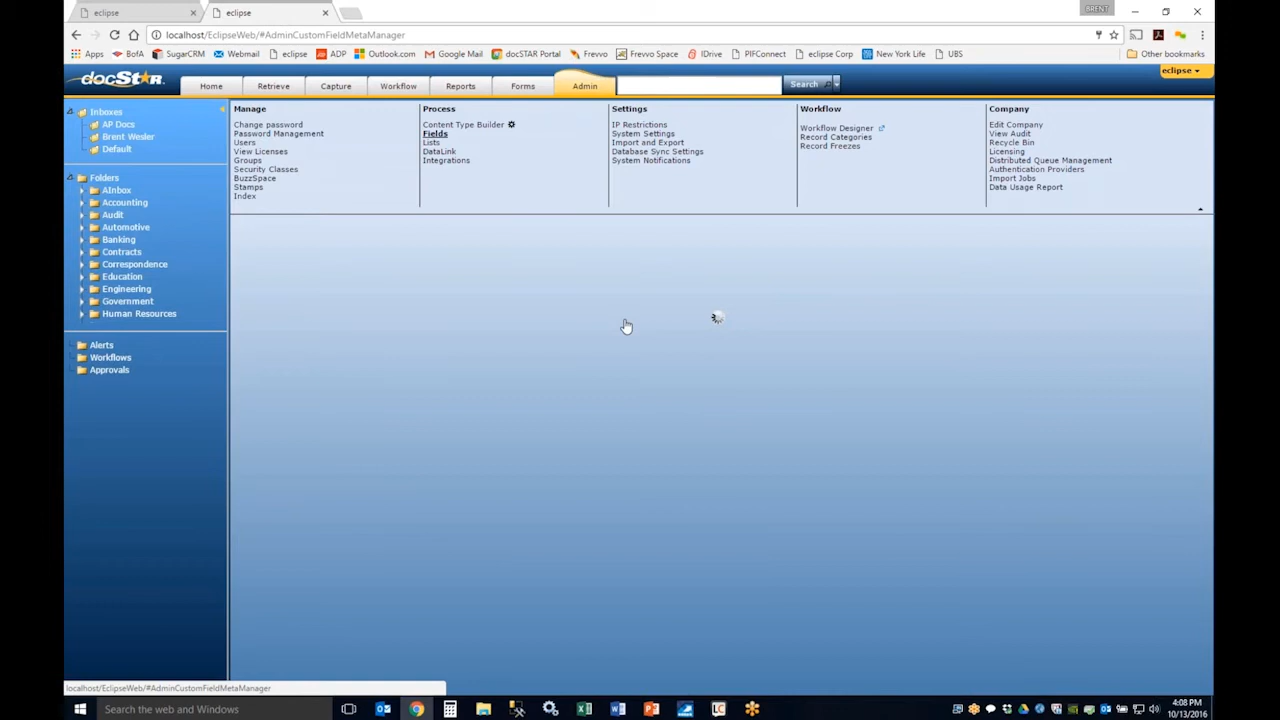 eclipse
eclipse
BRENT
localhost/EclipseWeb/#AdminCustomFieldMetaManager
Apps BofA SugarCRM Webmail eclipse ADP Outlook.com Google Mail docSTAR Portal Frevvo Frevvo Space IDrive PIFConnect eclipse Corp New York Life UBS Other bookmarks
docSTAR
Home Retrieve Capture Workflow Reports Forms Admin Search
eclipse
Inboxes
AP Docs
Brent Wesler
Default
Folders
AInbox
Accounting
Audit
Automotive
Banking
Contracts
Correspondence
Education
Engineering
Government
Human Resources
Alerts
Workflows
Approvals
Manage
Change password
Password Management
Users
View Licenses
Groups
Security Classes
BuzzSpace
Stamps
Index
Process
Content Type Builder
Fields
Lists
DataLink
Integrations
Settings
IP Restrictions
System Settings
Import and Export
Database Sync Settings
System Notifications
Workflow
Workflow Designer
Record Categories
Record Freezes
Company
Edit Company
View Audit
Recycle Bin
Licensing
Distributed Queue Management
Authentication Providers
Import Jobs
Data Usage Report
localhost/EclipseWeb/#AdminCustomFieldMetaManager
Search the web and Windows
4:08 PM
10/13/2016